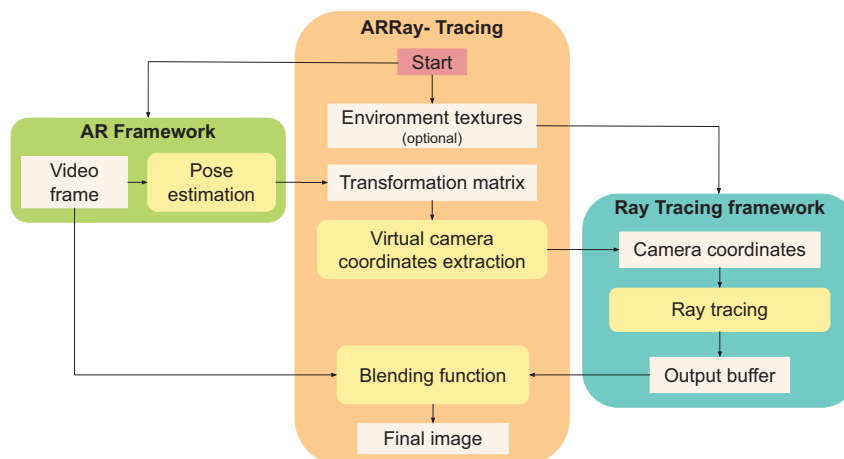 ARRay- Tracing
Start
Environment textures
(optional)
AR Framework
Video
frame
Pose
estimation
Transformation matrix
Virtual camera
coordinates extraction
Ray Tracing framework
Camera coordinates
Ray tracing
Output buffer
Blending function
Final image